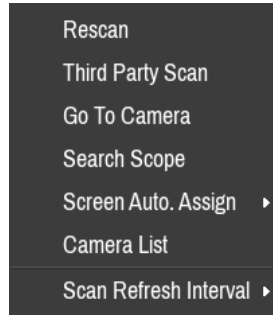 Rescan
Third Party Scan
Go To Camera
Search Scope
Screen Auto. Assign
Camera List
Scan Refresh Interval